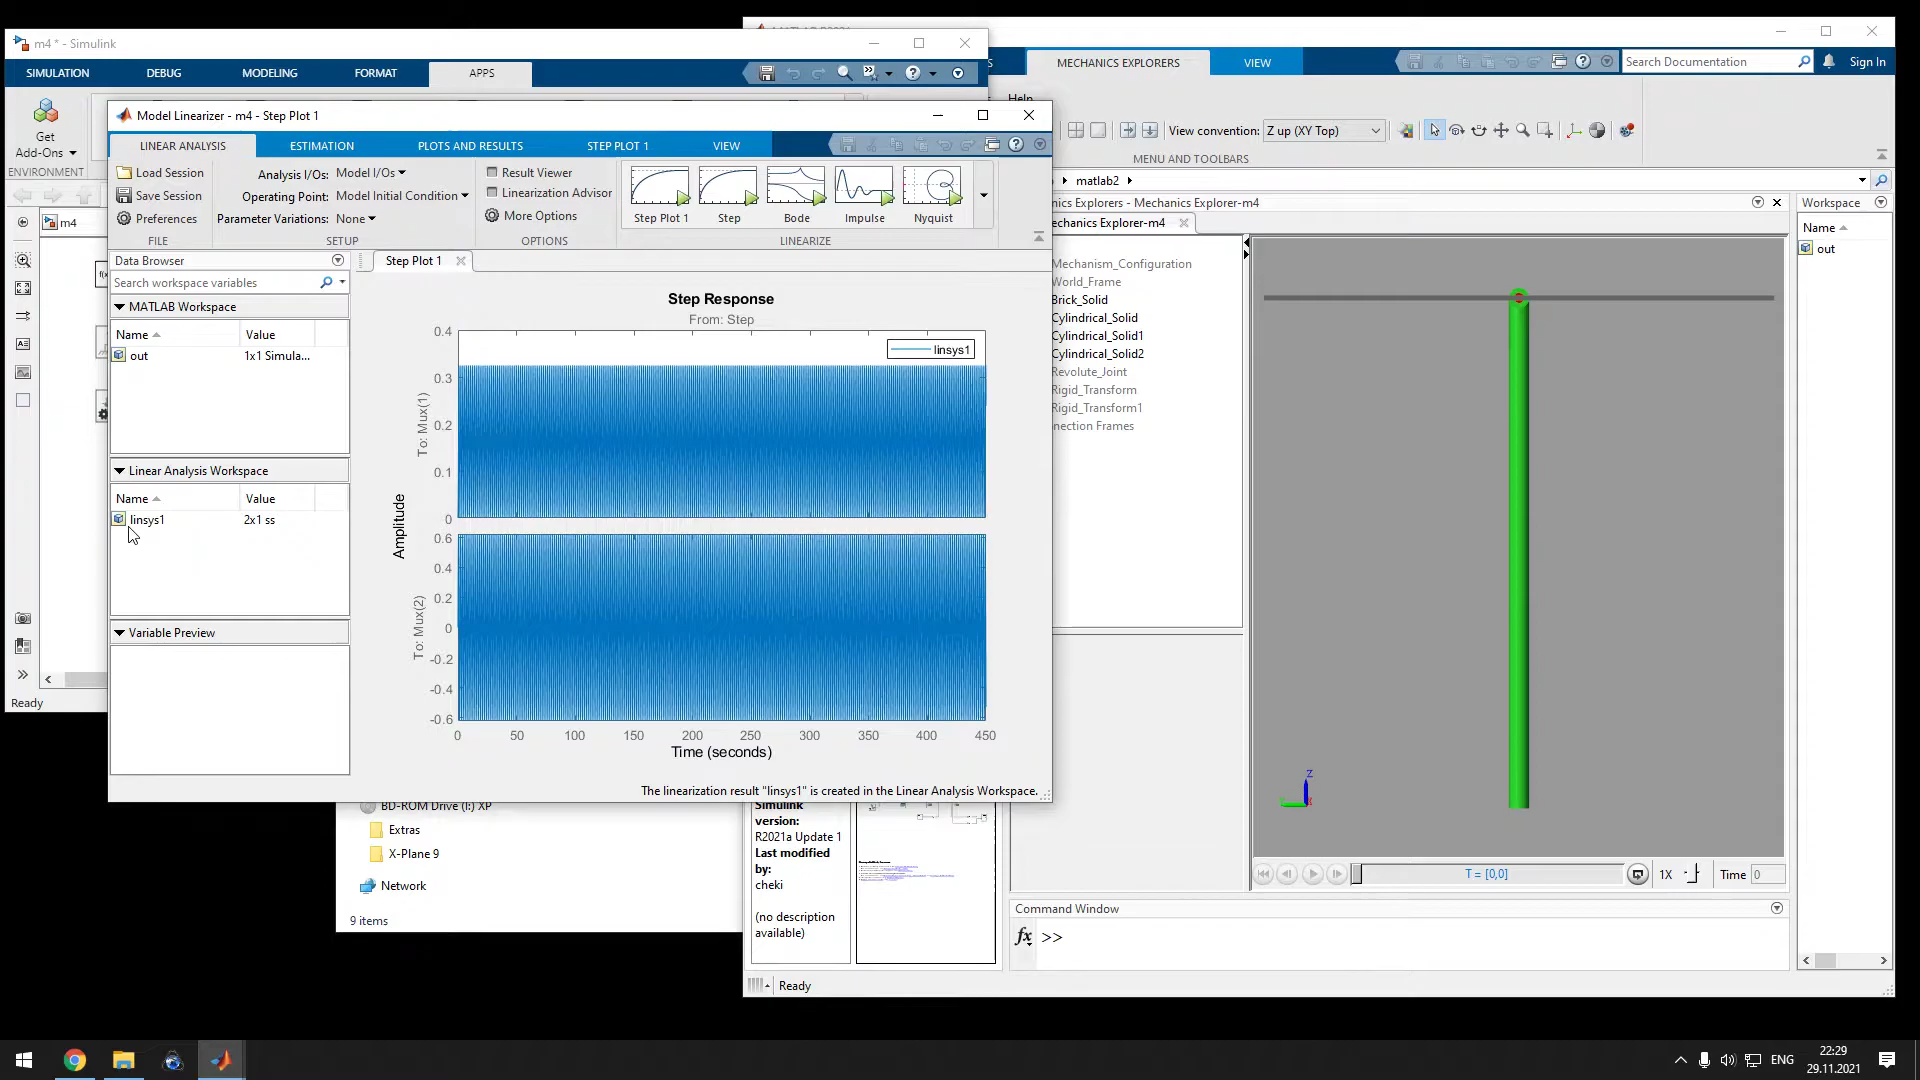 m4 * - Simulink
SIMULATION DEBUG MODELING FORMAT APPS
MECHANICS EXPLORERS VIEW Search Documentation Sign In
Get
Add-Ons
ENVIRONMENT
m4
Ready
Help
View convention: Z up (XY Top)
MENU AND TOOLBARS
matlab2
Model Linearizer - m4 - Step Plot 1
LINEAR ANALYSIS ESTIMATION PLOTS AND RESULTS STEP PLOT 1 VIEW
Load Session
Save Session
Preferences
FILE
Analysis I/Os: Model I/Os
Operating Point: Model Initial Condition
Parameter Variations: None
SETUP
Result Viewer
Linearization Advisor
More Options
OPTIONS
Step Plot 1 Step Bode Impulse Nyquist
LINEARIZE
Data Browser
Search workspace variables
MATLAB Workspace
Name Value
out 1x1 Simula...
Linear Analysis Workspace
Name Value
linsys1 2x1 ss
Variable Preview
Step Plot 1
Step Response
From: Step
linsys1
0.4
0.3
0.2
0.1
0
To: Mux(1)
Amplitude
0.6
0.4
0.2
0
-0.2
-0.4
-0.6
To: Mux(2)
0 50 100 150 200 250 300 350 400 450
Time (seconds)
The linearization result "linsys1" is created in the Linear Analysis Workspace.
nics Explorers - Mechanics Explorer-m4
echanics Explorer-m4
Mechanism_Configuration
World_Frame
Brick_Solid
Cylindrical_Solid
Cylindrical_Solid1
Cylindrical_Solid2
Revolute_Joint
Rigid_Transform
Rigid_Transform1
nection Frames
Z
T = [0,0]
1X
Time 0
Workspace
Name
out
Command Window
fx >>
BD-ROM Drive (I:) XP
Extras
X-Plane 9
Network
9 items
Simulink
version:
R2021a Update 1
Last modified
by:
cheki
(no description
available)
Ready
ENG
22:29
29.11.2021